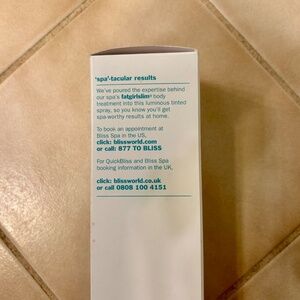 'spa'-tacular results
We've poured the expertise behind
our spa's fatgirlslim® body
treatment into this luminous tinted
spray, so you know you'll get
spa-worthy results at home.
To book an appointment at
Bliss Spa in the US,
click: blissworld.com
or call: 877 TO BLISS
For QuickBliss and Bliss Spa
booking information in the UK,
click: blissworld.co.uk
or call 0808 100 4151